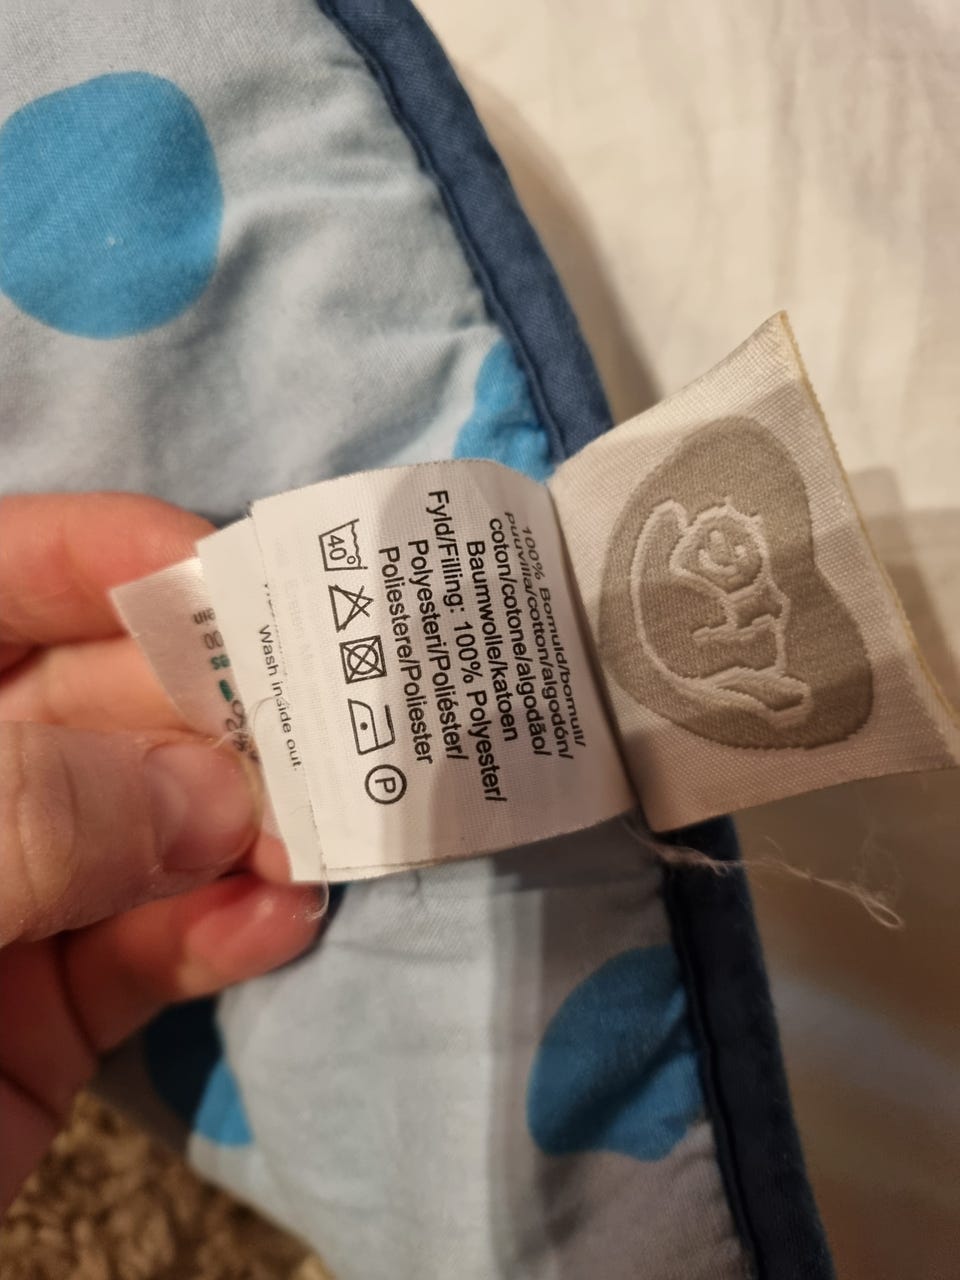 100% Bomuld/bomull/
puuvilla/cotton/algodón/
coton/cotone/algodão/
Baumwolle/katoen
Fyld/Filling: 100% Polyester/
Polyesteri/Poliéster/
Poliestere/Poliester
40°
P
Wash inside out.